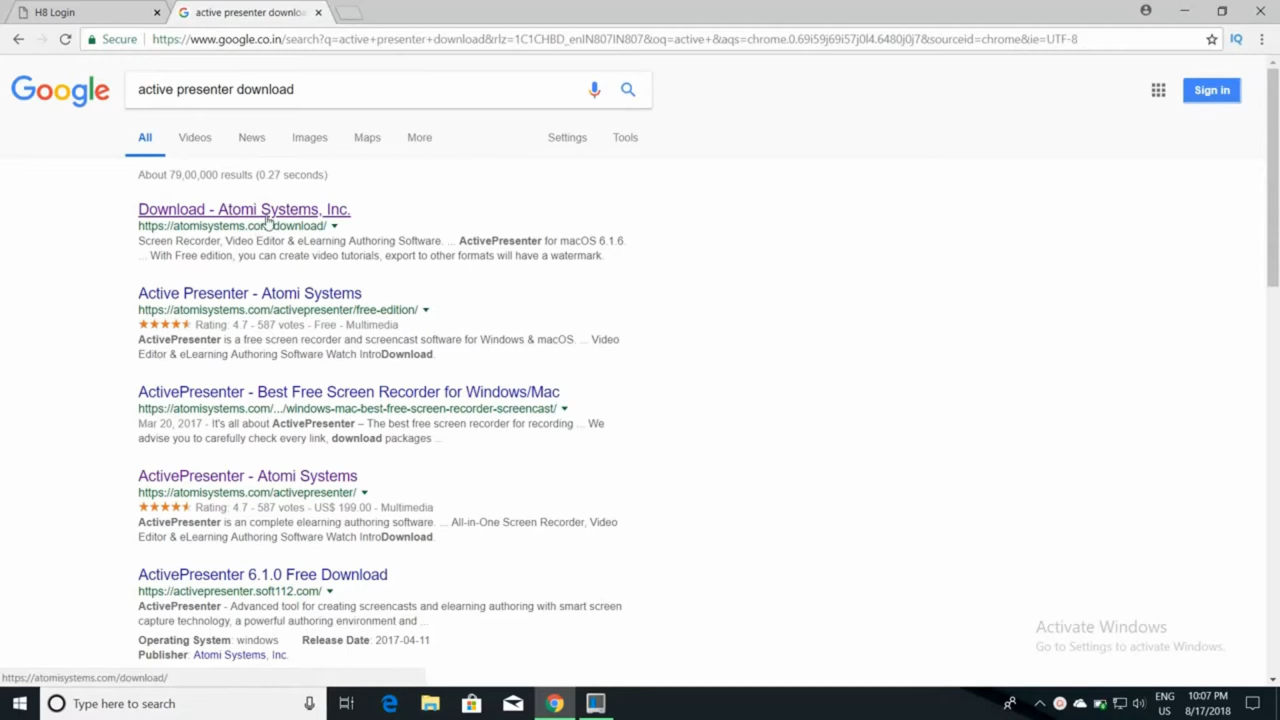 H8 Login
active presenter downloa
Secure https://www.google.co.in/search?q=active+presenter+download&rlz=1C1CHBD_enIN807IN807&oq=active+&aqs=chrome.0.69i59j69i57j0l4.6480j0j7&sourceid=chrome&ie=UTF-8
IQ
Google
active presenter download
Sign in
All Videos News Images Maps More Settings Tools
About 79,00,000 results (0.27 seconds)
Download - Atomi Systems, Inc.
https://atomisystems.com/download/
Screen Recorder, Video Editor & eLearning Authoring Software. ... ActivePresenter for macOS 6.1.6.
... With Free edition, you can create video tutorials, export to other formats will have a watermark.
Active Presenter - Atomi Systems
https://atomisystems.com/activepresenter/free-edition/
Rating: 4.7 - 587 votes - Free - Multimedia
ActivePresenter is a free screen recorder and screencast software for Windows & macOS. ... Video
Editor & eLearning Authoring Software Watch IntroDownload.
ActivePresenter - Best Free Screen Recorder for Windows/Mac
https://atomisystems.com/.../windows-mac-best-free-screen-recorder-screencast/
Mar 20, 2017 - It's all about ActivePresenter – The best free screen recorder for recording ... We
advise you to carefully check every link, download packages ...
ActivePresenter - Atomi Systems
https://atomisystems.com/activepresenter/
Rating: 4.7 - 587 votes - US$ 199.00 - Multimedia
ActivePresenter is an complete elearning authoring software. ... All-in-One Screen Recorder, Video
Editor & eLearning Authoring Software Watch IntroDownload.
ActivePresenter 6.1.0 Free Download
https://activepresenter.soft112.com/
ActivePresenter - Advanced tool for creating screencasts and elearning authoring with smart screen
capture technology, a powerful authoring environment and ...
Operating System: windows Release Date: 2017-04-11
Publisher: Atomi Systems, Inc.
Activate Windows
Go to Settings to activate Windows.
https://atomisystems.com/download/
Type here to search
ENG
US
10:07 PM
8/17/2018